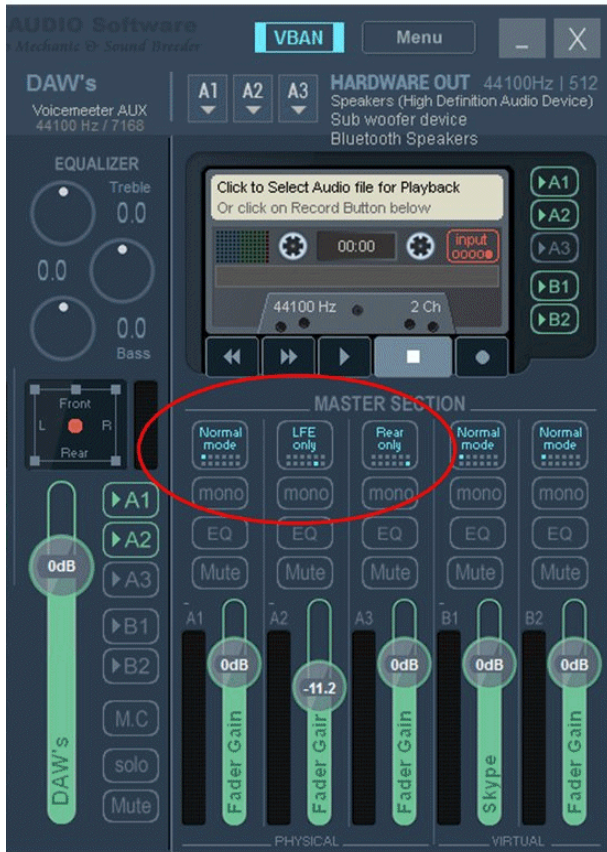 AUDIO Software
Mechanic & Sound Breeder
VBAN
Menu
DAW's
Voicemeeter AUX
44100 Hz / 7168
A1 A2 A3
HARDWARE OUT 44100Hz | 512
Speakers (High Definition Audio Device)
Sub woofer device
Bluetooth Speakers
EQUALIZER
Treble
0.0
0.0
0.0
Bass
Click to Select Audio file for Playback
Or click on Record Button below
00:00
input
44100 Hz 2 Ch
A1
A2
A3
B1
B2
Front
L R
Rear
MASTER SECTION
Normal mode
LFE only
Rear only
Normal mode
Normal mode
mono mono mono mono mono
EQ EQ EQ EQ EQ
Mute Mute Mute Mute Mute
A1
A2
A3
B1
B2
M.C
solo
Mute
0dB
DAW's
A1 A2 A3 B1 B2
0dB -11.2 0dB 0dB 0dB
Fader Gain
Fader Gain
Fader Gain
Skype
Fader Gain
PHYSICAL
VIRTUAL